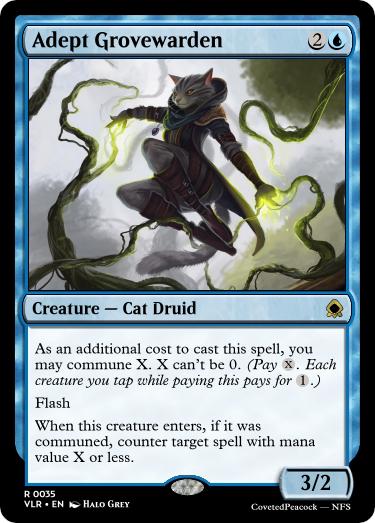 Adept Grovewarden 2
Creature — Cat Druid
As an additional cost to cast this spell, you
may commune X. X can't be 0. (Pay X. Each
creature you tap while paying this pays for 1.)
Flash
When this creature enters, if it was
communed, counter target spell with mana
value X or less.
3/2
R 0035
VLR • EN Halo Grey
CovetedPeacock — NFS